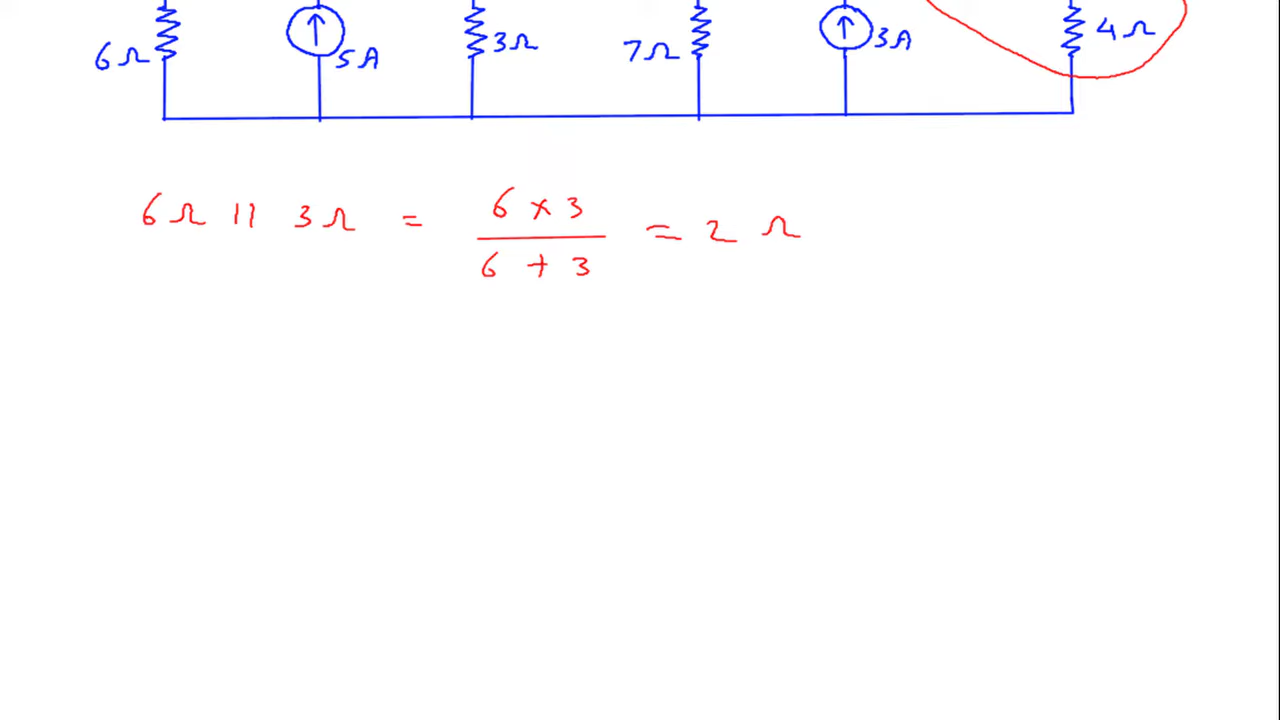 6Ω 5A 3Ω 7Ω 3A 4Ω
6Ω || 3Ω = 6 × 3 / 6 + 3 = 2 Ω